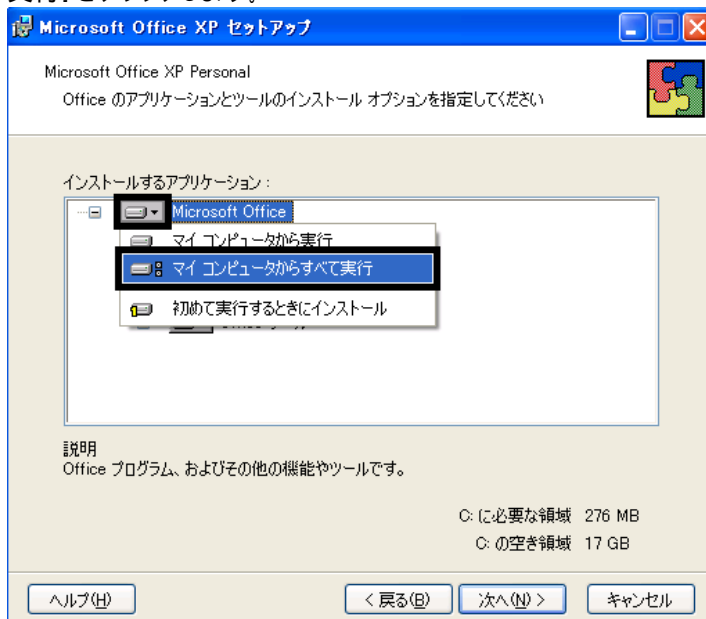 Microsoft Office XP セットアップ
Microsoft Office XP Personal
Office のアプリケーションとツールのインストール オプションを指定してください
インストールするアプリケーション :
Microsoft Office
マイ コンピュータから実行
マイ コンピュータからすべて実行
初めて実行するときにインストール
説明
Office プログラム、およびその他の機能やツールです。
C: に必要な領域 276 MB
C: の空き領域 17 GB
ヘルプ(H) < 戻る(B) 次へ(N) > キャンセル